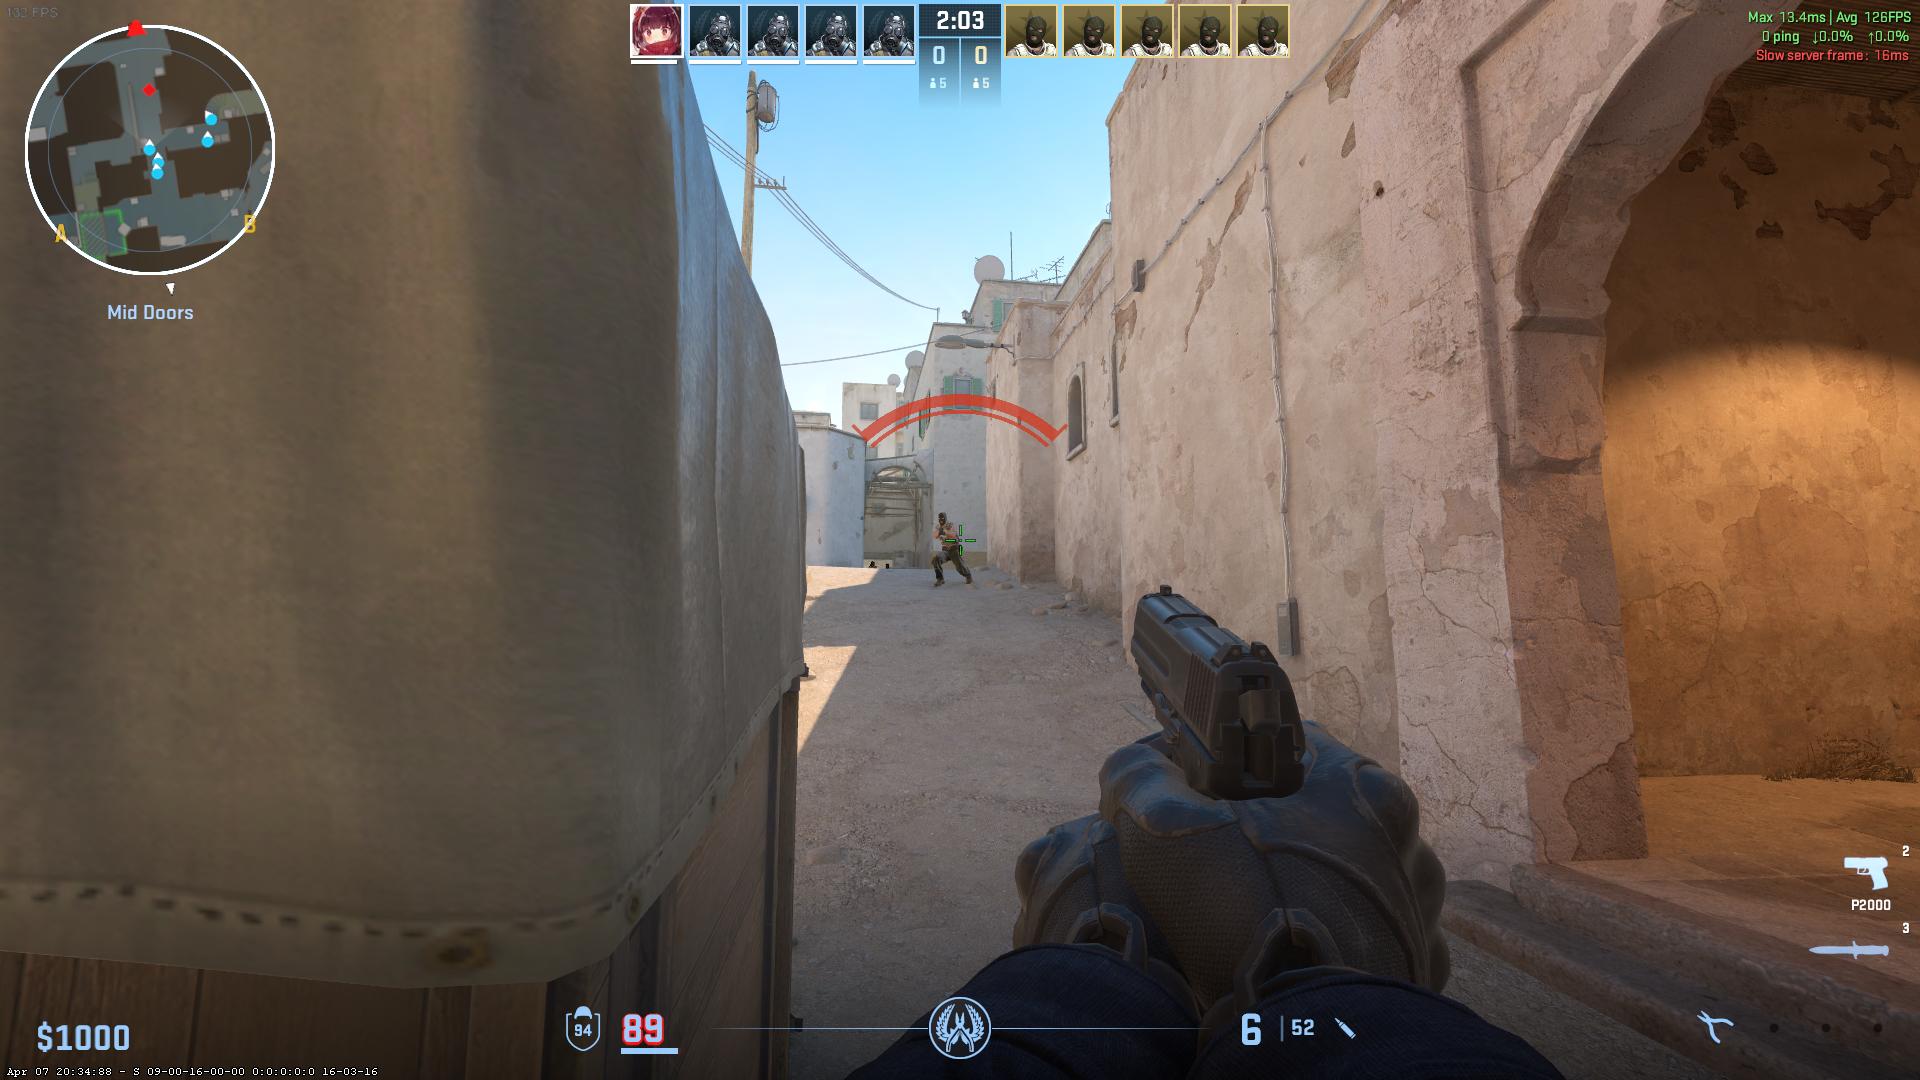 132 FPS
2:03
0 0
5 5
Max 13.4ms | Avg 126FPS
0 ping ↓0.0% ↑0.0%
Slow server frame: 16ms
A
B
Mid Doors
2
P2000
3
$1000
94
89
6 | 52
Apr 07 20:34:88 - S 09-00-16-00-00 0:0:0:0:0 16-03-16